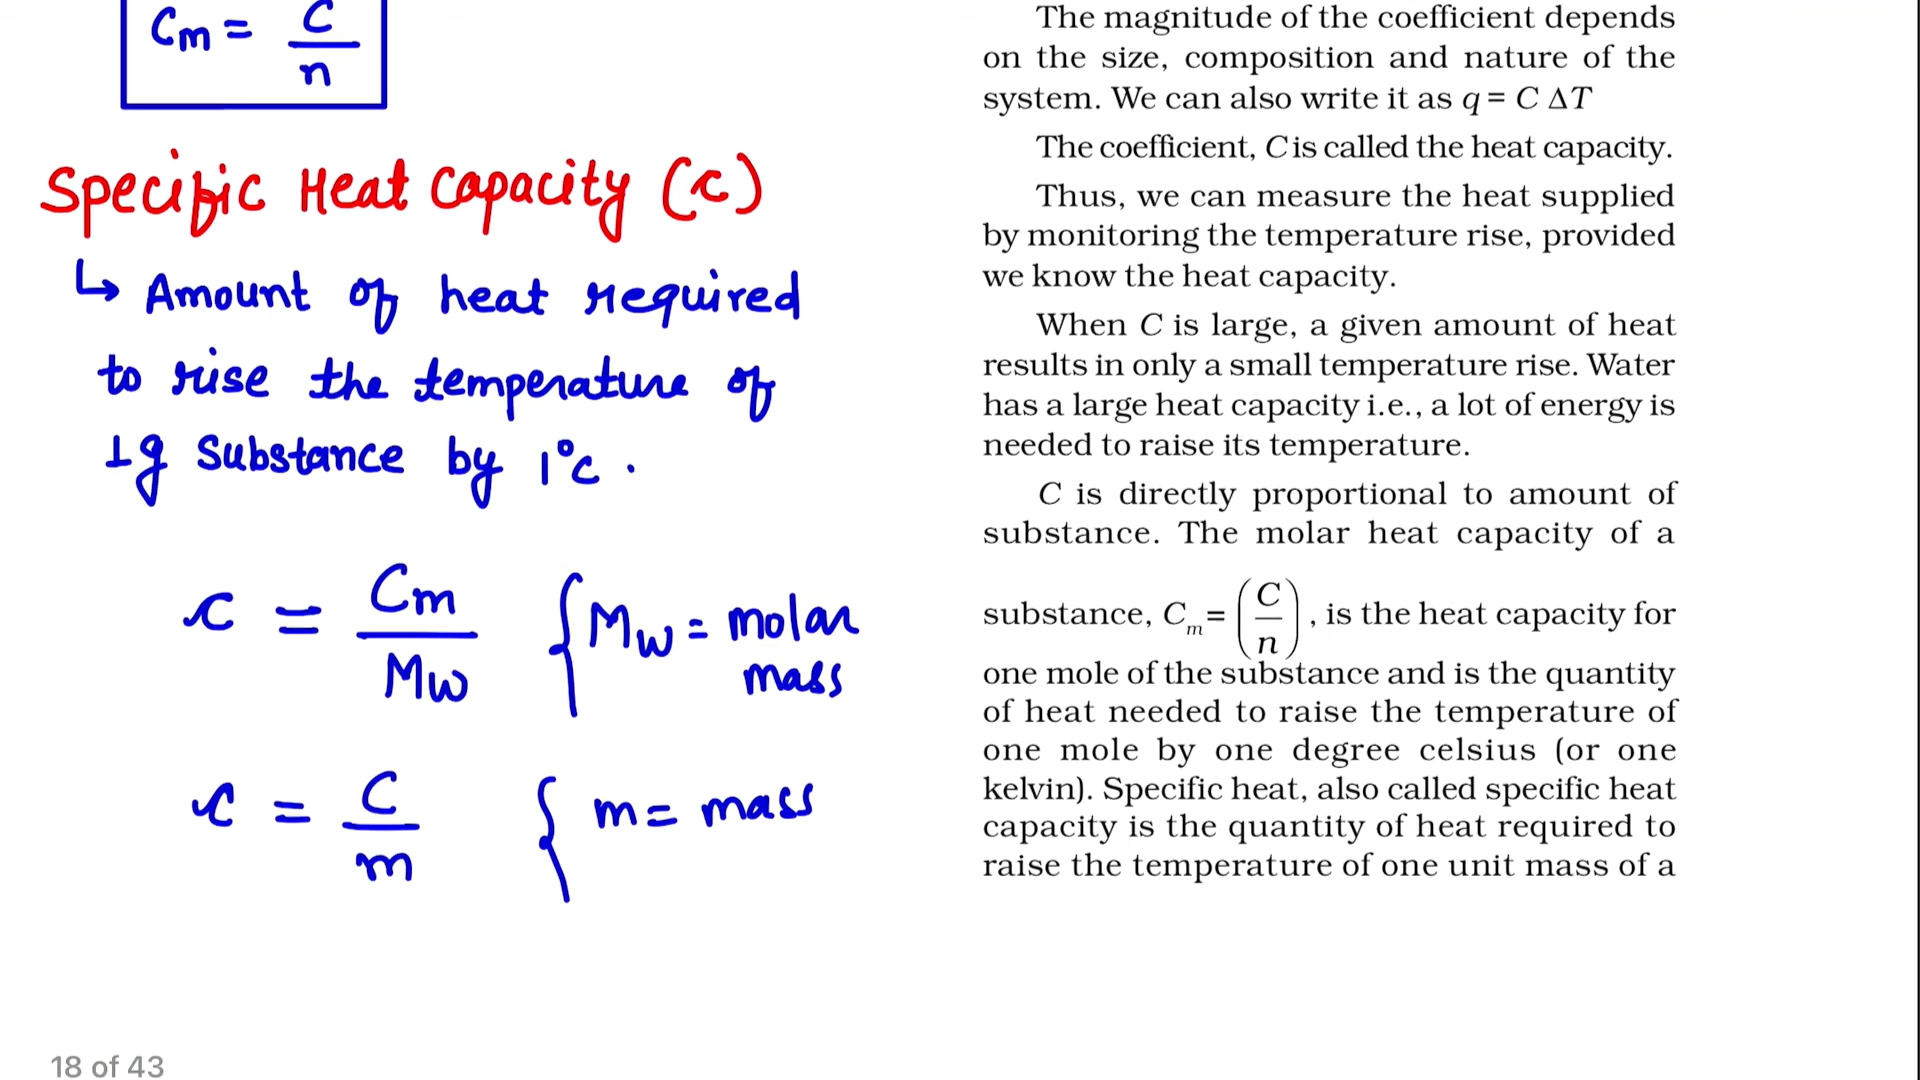 Cm = C/n
Specific Heat Capacity (c)
↳ Amount of heat required
to rise the temperature of
1g Substance by 1°c .
c = Cm/Mw { Mw = molar mass
c = C/m { m = mass
The magnitude of the coefficient depends
on the size, composition and nature of the
system. We can also write it as q = C ΔT
The coefficient, C is called the heat capacity.
Thus, we can measure the heat supplied
by monitoring the temperature rise, provided
we know the heat capacity.
When C is large, a given amount of heat
results in only a small temperature rise. Water
has a large heat capacity i.e., a lot of energy is
needed to raise its temperature.
C is directly proportional to amount of
substance. The molar heat capacity of a
substance, Cm = (C/n), is the heat capacity for
one mole of the substance and is the quantity
of heat needed to raise the temperature of
one mole by one degree celsius (or one
kelvin). Specific heat, also called specific heat
capacity is the quantity of heat required to
raise the temperature of one unit mass of a
18 of 43